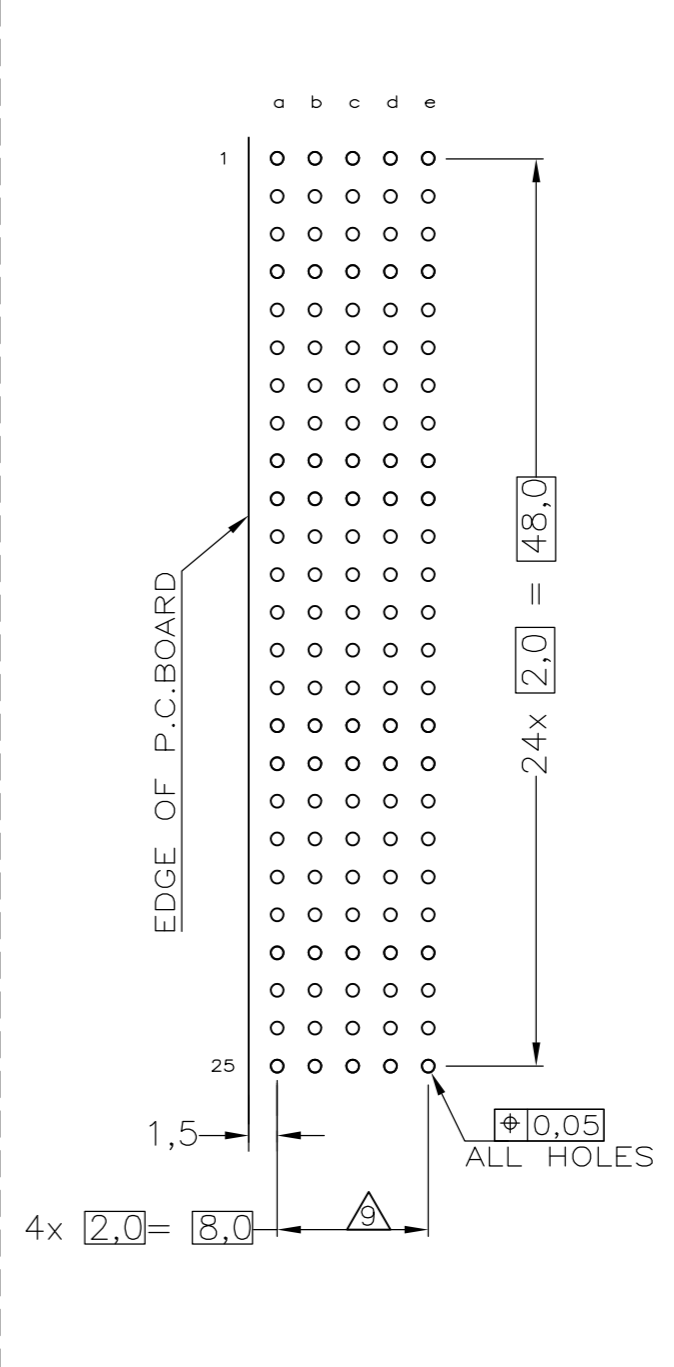 a b c d e
1
EDGE OF P.C.BOARD
24x 2,0 = 48,0
25
1,5
⌖ 0,05
ALL HOLES
4x 2,0= 8,0
9